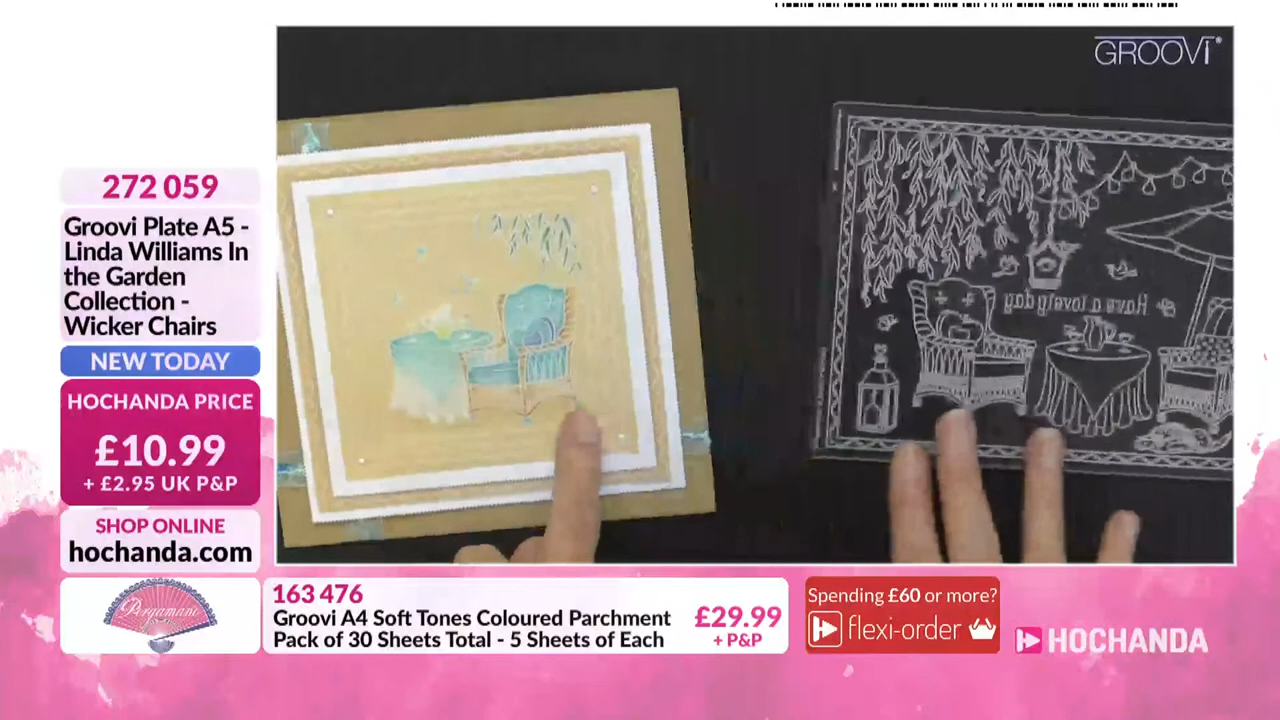 GROOVi
272 059
Groovi Plate A5 -
Linda Williams In
the Garden
Collection -
Wicker Chairs
NEW TODAY
HOCHANDA PRICE
£10.99
+ £2.95 UK P&P
SHOP ONLINE
hochanda.com
Have a lovely day
Pergamano
163 476
Groovi A4 Soft Tones Coloured Parchment
Pack of 30 Sheets Total - 5 Sheets of Each
£29.99
+ P&P
Spending £60 or more?
flexi-order
HOCHANDA